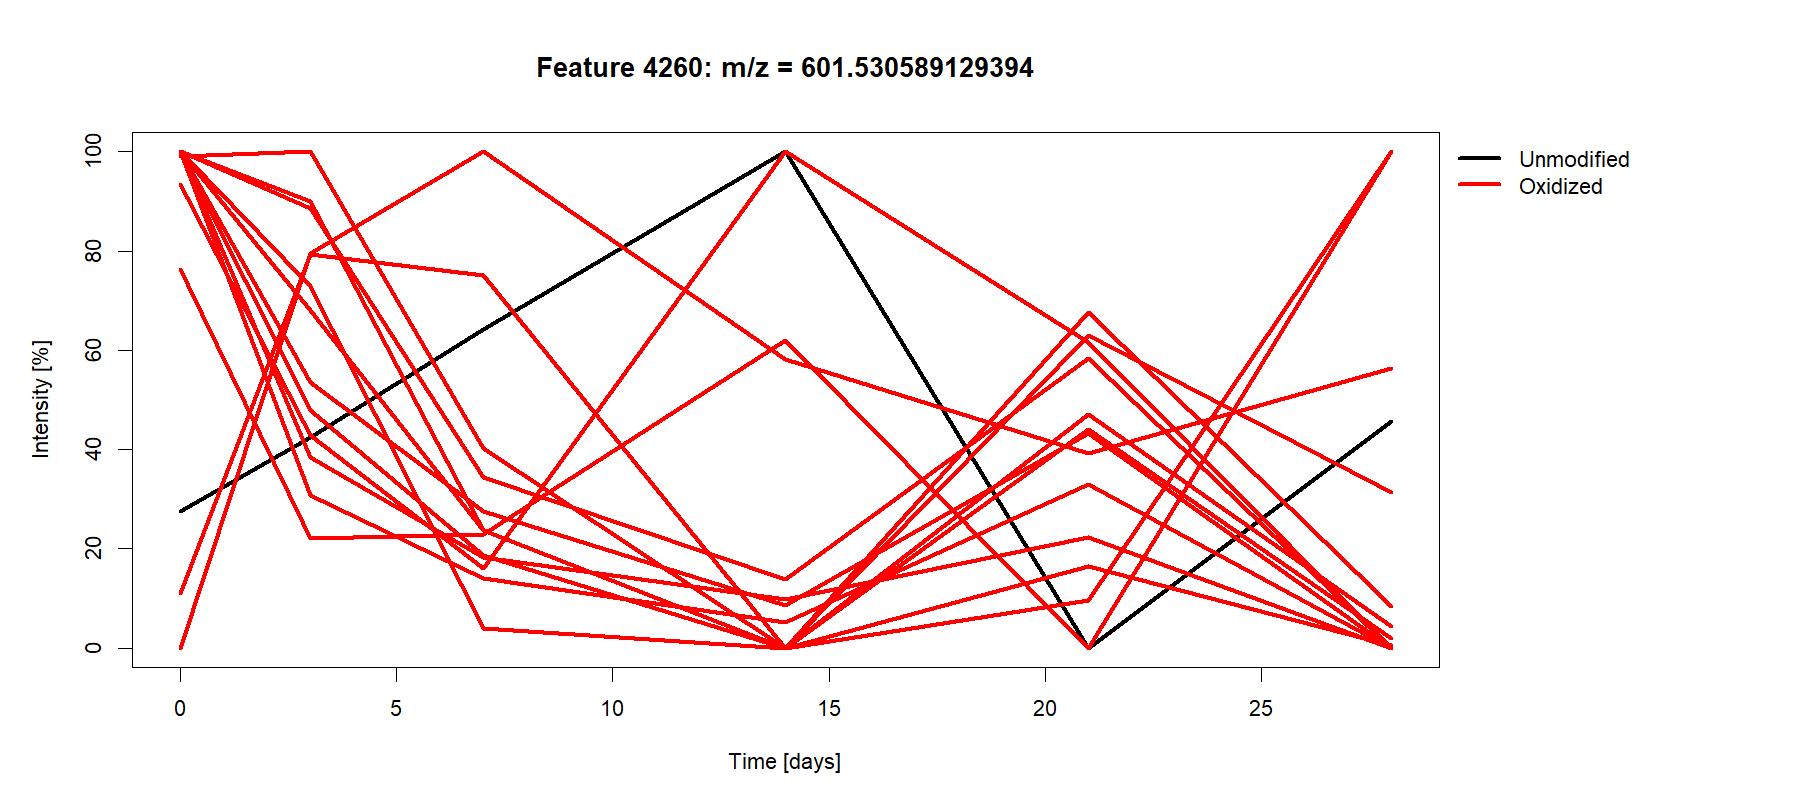 Feature 4260: m/z = 601.530589129394
Unmodified
Oxidized
Intensity [%]
100
80
60
40
20
0
0 5 10 15 20 25
Time [days]